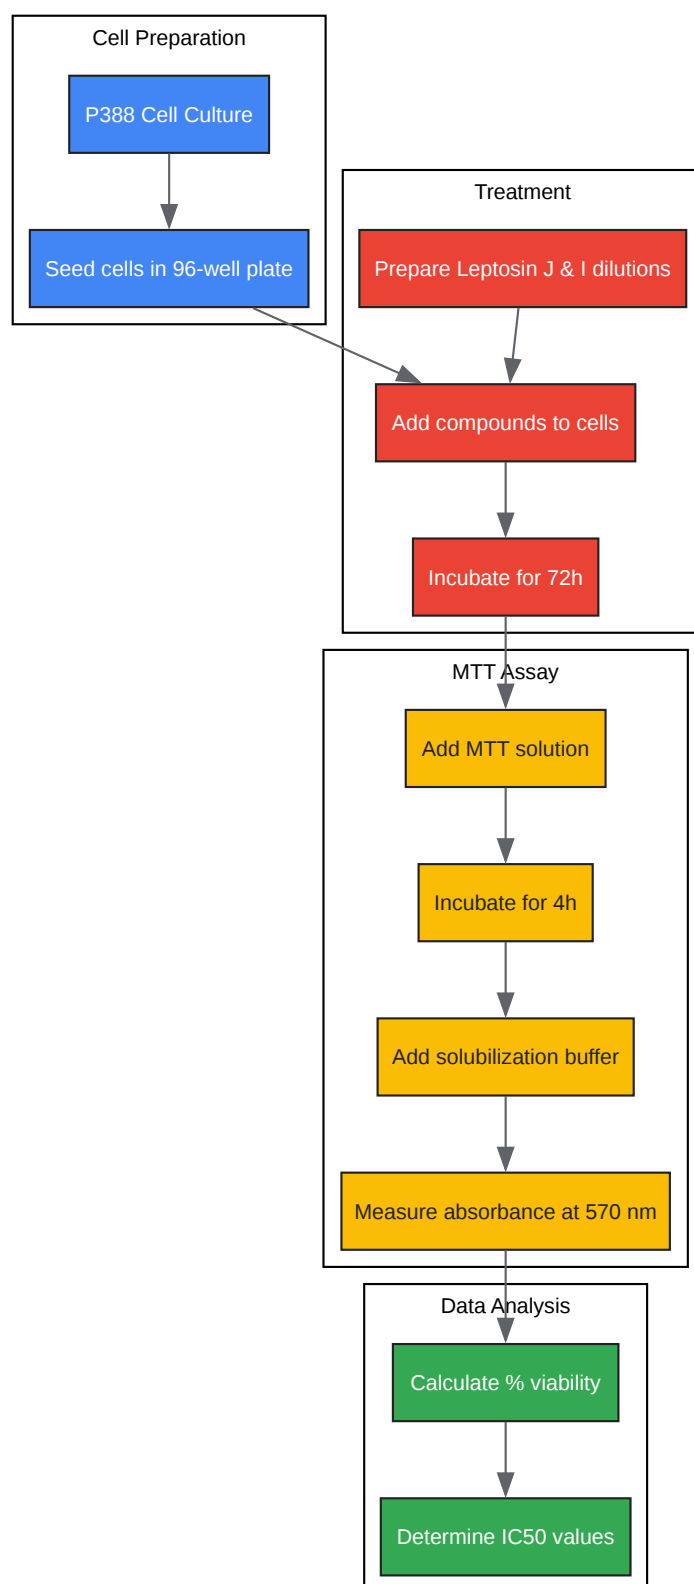 Cell Preparation
P388 Cell Culture
Seed cells in 96-well plate
Treatment
Prepare Leptosin J & I dilutions
Add compounds to cells
Incubate for 72h
MTT Assay
Add MTT solution
Incubate for 4h
Add solubilization buffer
Measure absorbance at 570 nm
Data Analysis
Calculate % viability
Determine IC50 values